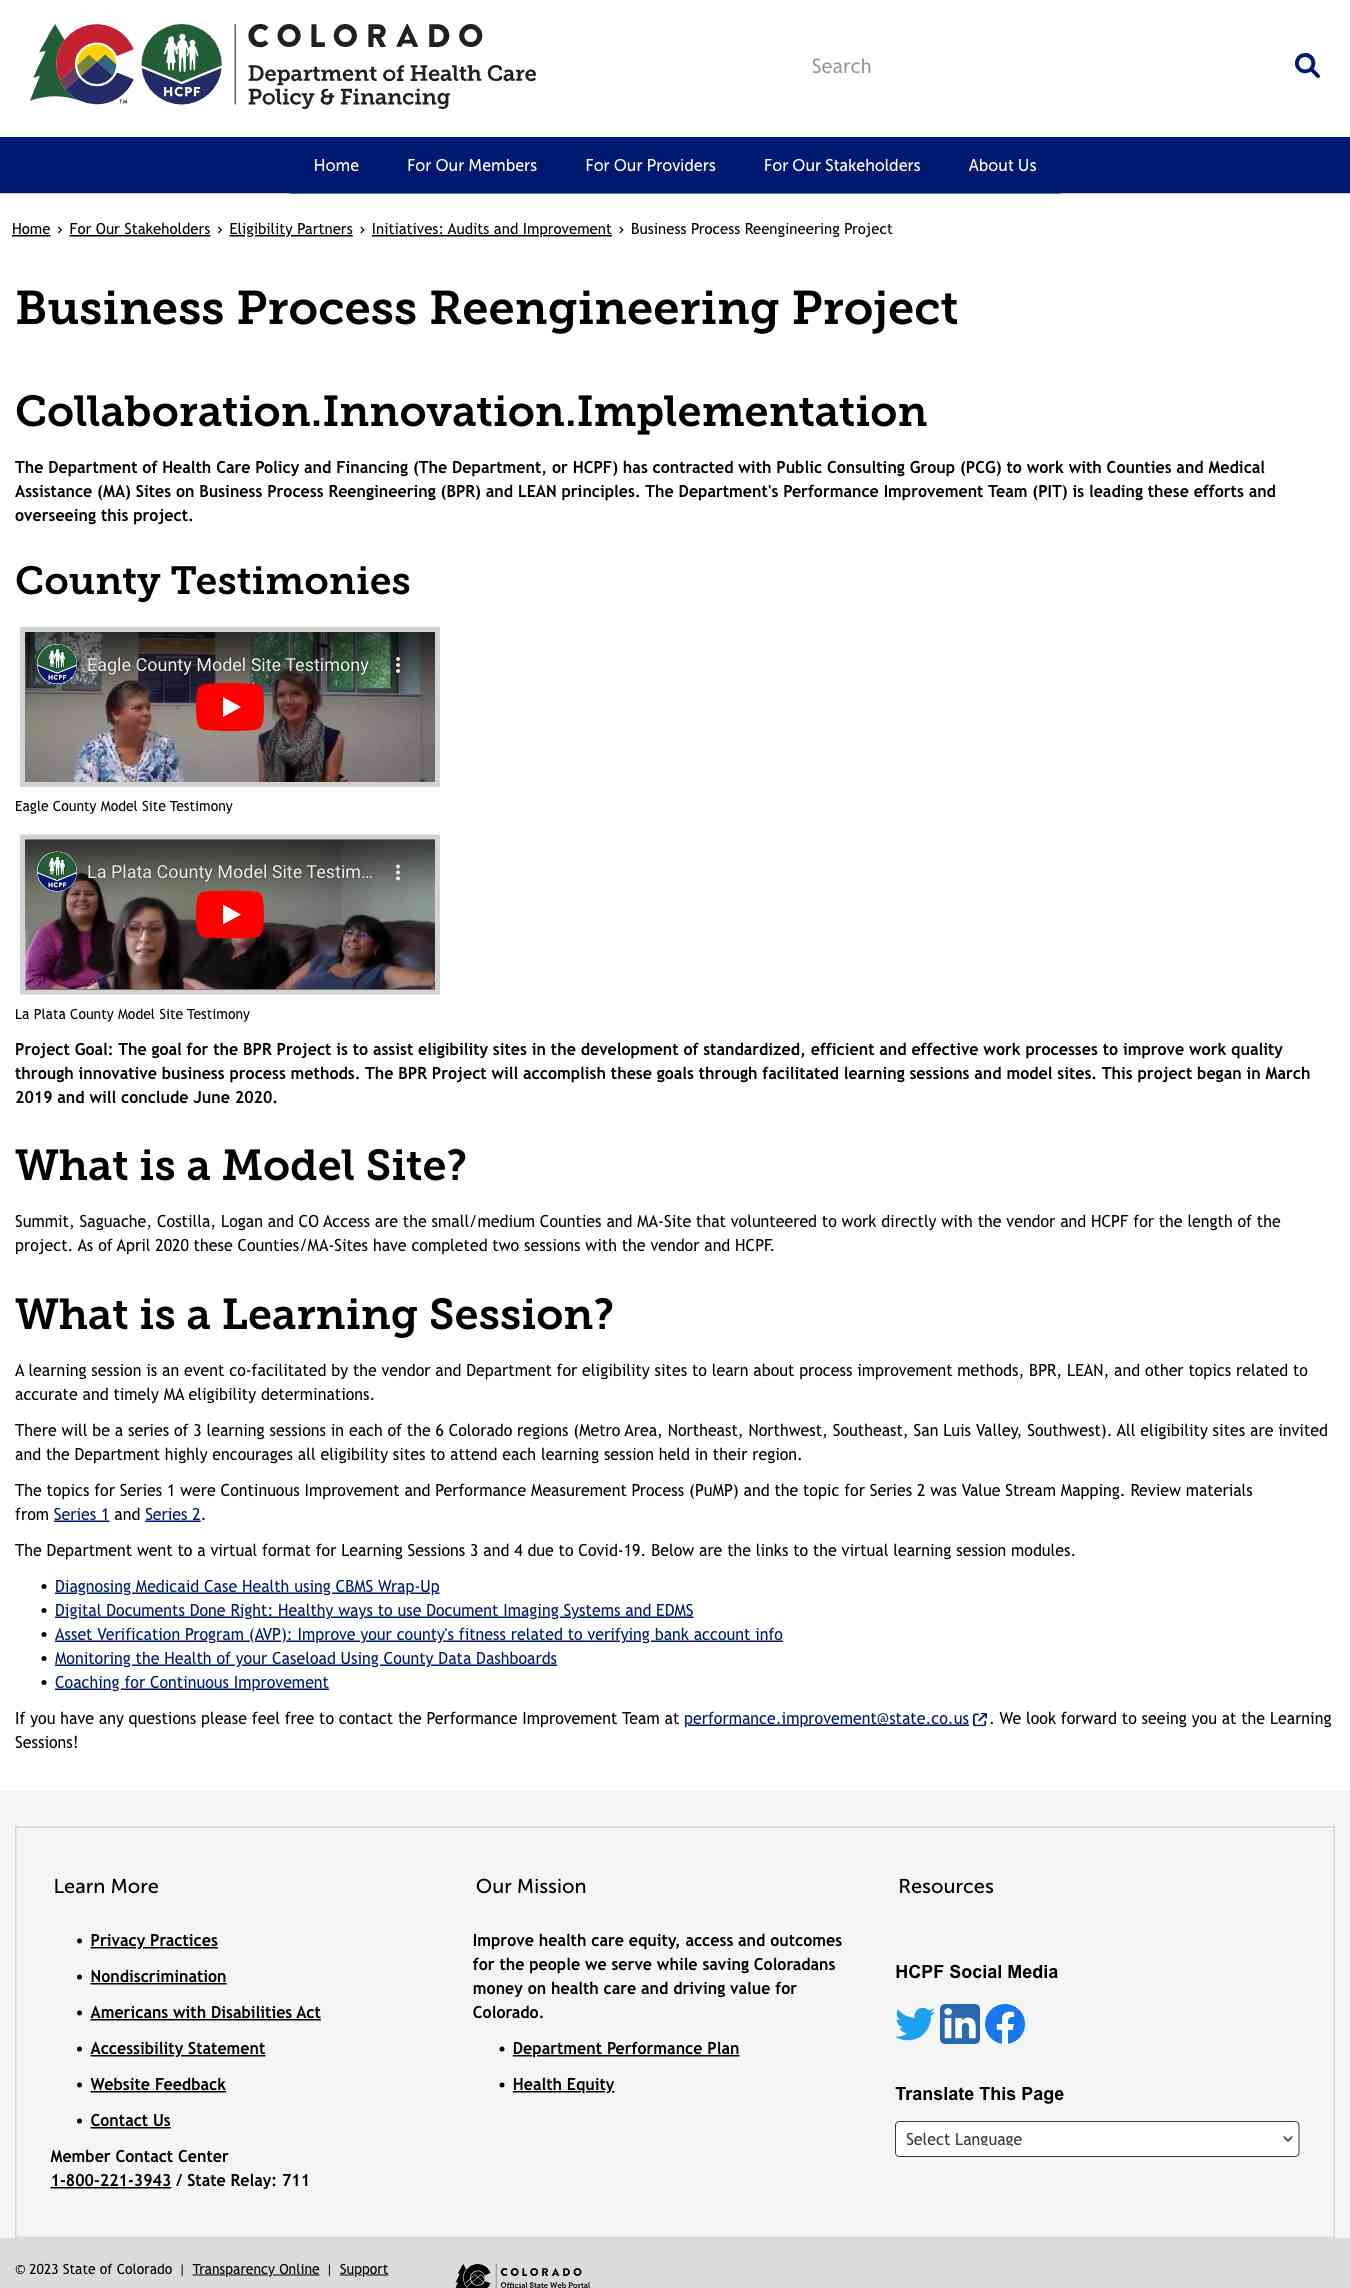 COLORADO
Department of Health Care
Policy & Financing
HCPF
TM
Search
Home
For Our Members
For Our Providers
For Our Stakeholders
About Us
Home › For Our Stakeholders › Eligibility Partners › Initiatives: Audits and Improvement › Business Process Reengineering Project
Business Process Reengineering Project
Collaboration.Innovation.Implementation
The Department of Health Care Policy and Financing (The Department, or HCPF) has contracted with Public Consulting Group (PCG) to work with Counties and Medical
Assistance (MA) Sites on Business Process Reengineering (BPR) and LEAN principles. The Department's Performance Improvement Team (PIT) is leading these efforts and
overseeing this project.
County Testimonies
HCPF
Eagle County Model Site Testimony
Eagle County Model Site Testimony
HCPF
La Plata County Model Site Testim...
La Plata County Model Site Testimony
Project Goal: The goal for the BPR Project is to assist eligibility sites in the development of standardized, efficient and effective work processes to improve work quality
through innovative business process methods. The BPR Project will accomplish these goals through facilitated learning sessions and model sites. This project began in March
2019 and will conclude June 2020.
What is a Model Site?
Summit, Saguache, Costilla, Logan and CO Access are the small/medium Counties and MA-Site that volunteered to work directly with the vendor and HCPF for the length of the
project. As of April 2020 these Counties/MA-Sites have completed two sessions with the vendor and HCPF.
What is a Learning Session?
A learning session is an event co-facilitated by the vendor and Department for eligibility sites to learn about process improvement methods, BPR, LEAN, and other topics related to
accurate and timely MA eligibility determinations.
There will be a series of 3 learning sessions in each of the 6 Colorado regions (Metro Area, Northeast, Northwest, Southeast, San Luis Valley, Southwest). All eligibility sites are invited
and the Department highly encourages all eligibility sites to attend each learning session held in their region.
The topics for Series 1 were Continuous Improvement and Performance Measurement Process (PuMP) and the topic for Series 2 was Value Stream Mapping. Review materials
from Series 1 and Series 2.
The Department went to a virtual format for Learning Sessions 3 and 4 due to Covid-19. Below are the links to the virtual learning session modules.
• Diagnosing Medicaid Case Health using CBMS Wrap-Up
• Digital Documents Done Right: Healthy ways to use Document Imaging Systems and EDMS
• Asset Verification Program (AVP): Improve your county's fitness related to verifying bank account info
• Monitoring the Health of your Caseload Using County Data Dashboards
• Coaching for Continuous Improvement
If you have any questions please feel free to contact the Performance Improvement Team at performance.improvement@state.co.us. We look forward to seeing you at the Learning
Sessions!
Learn More
• Privacy Practices
• Nondiscrimination
• Americans with Disabilities Act
• Accessibility Statement
• Website Feedback
• Contact Us
Member Contact Center
1-800-221-3943 / State Relay: 711
Our Mission
Improve health care equity, access and outcomes
for the people we serve while saving Coloradans
money on health care and driving value for
Colorado.
• Department Performance Plan
• Health Equity
Resources
HCPF Social Media
Translate This Page
Select Language
© 2023 State of Colorado | Transparency Online | Support
COLORADO
Official State Web Portal